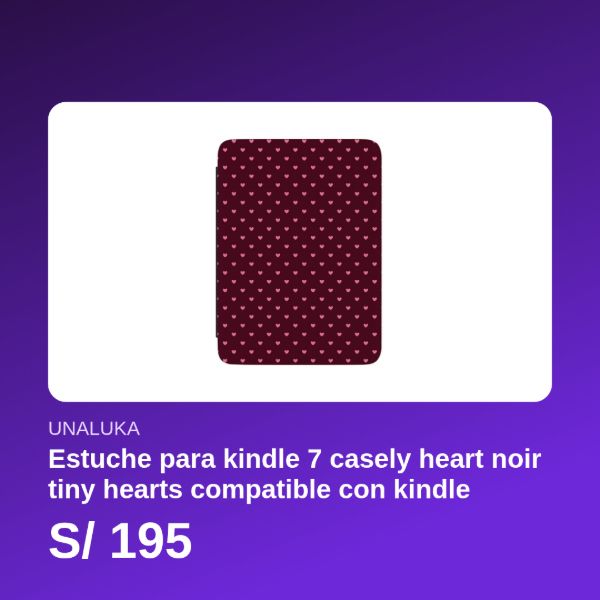 UNALUKA
Estuche para kindle 7 casely heart noir
tiny hearts compatible con kindle
S/ 195